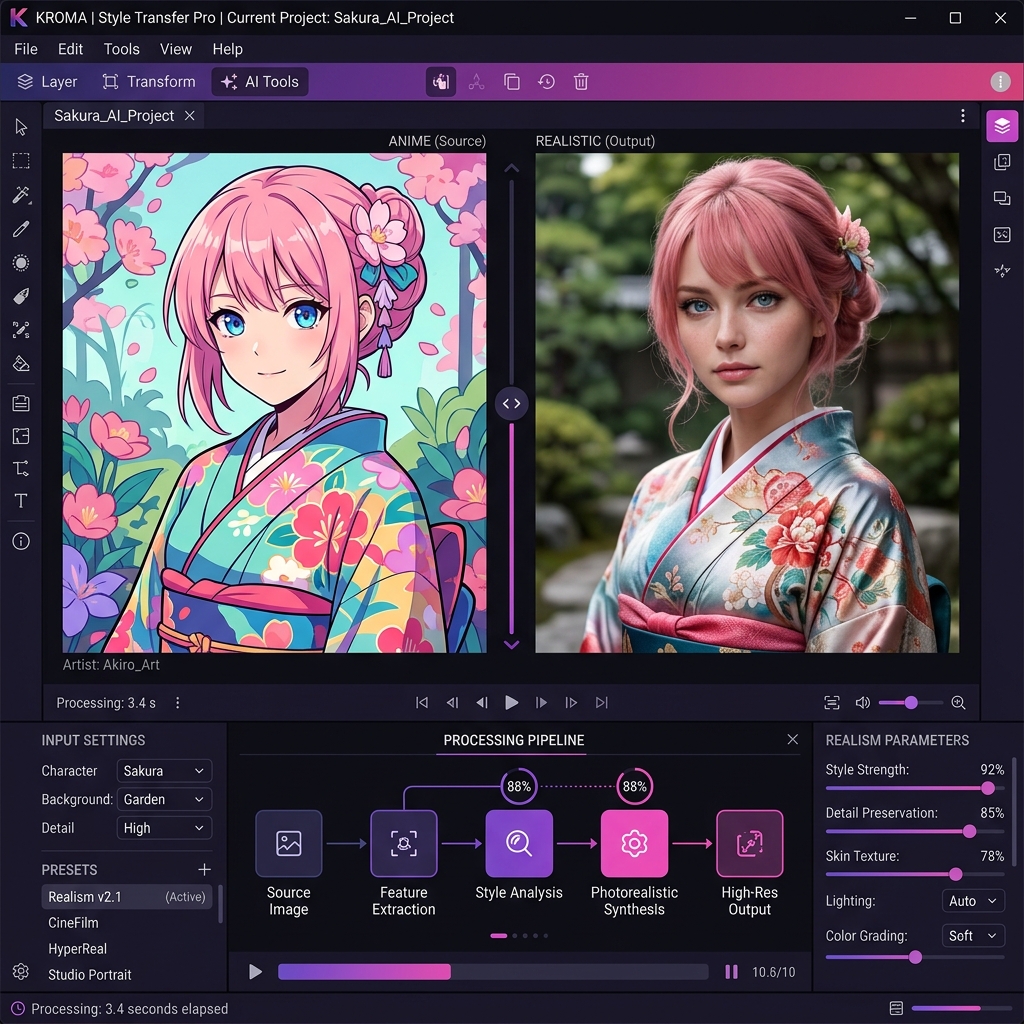 KROMA | Style Transfer Pro | Current Project: Sakura_AI_Project
File Edit Tools View Help
Layer Transform AI Tools
Sakura_AI_Project
ANIME (Source)
REALISTIC (Output)
Artist: Akiro_Art
Processing: 3.4 s
INPUT SETTINGS
Character Sakura
Background: Garden
Detail High
PRESETS
Realism v2.1 (Active)
CineFilm
HyperReal
Studio Portrait
PROCESSING PIPELINE
88% 88%
Source
Image
Feature
Extraction
Style Analysis
Photorealistic
Synthesis
High-Res
Output
10.6/10
REALISM PARAMETERS
Style Strength: 92%
Detail Preservation: 85%
Skin Texture: 78%
Lighting: Auto
Color Grading: Soft
Processing: 3.4 seconds elapsed